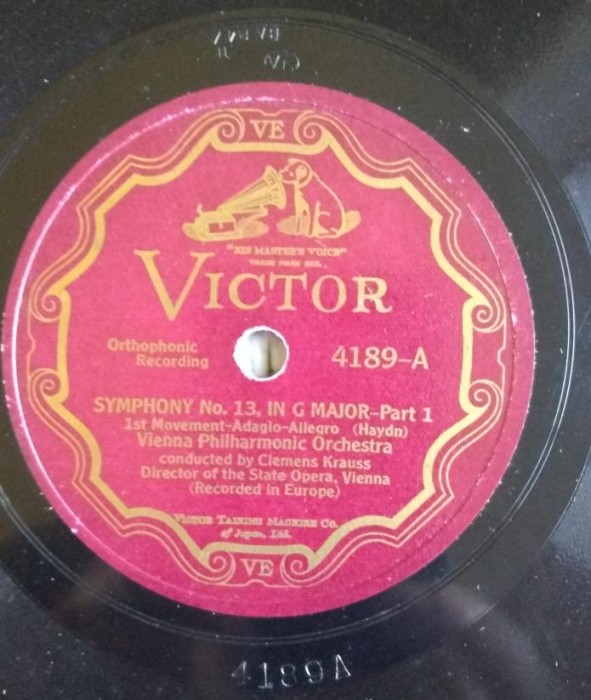 VE
"HIS MASTER'S VOICE"
TRADE MARK REG.
VICTOR
Orthophonic
Recording
4189-A
SYMPHONY No. 13, IN G MAJOR-Part 1
1st Movement-Adagio-Allegro (Haydn)
Vienna Philharmonic Orchestra
conducted by Clemens Krauss
Director of the State Opera, Vienna
(Recorded in Europe)
VICTOR TALKING MACHINE Co.
of Japan, Ltd.
VE
4189A